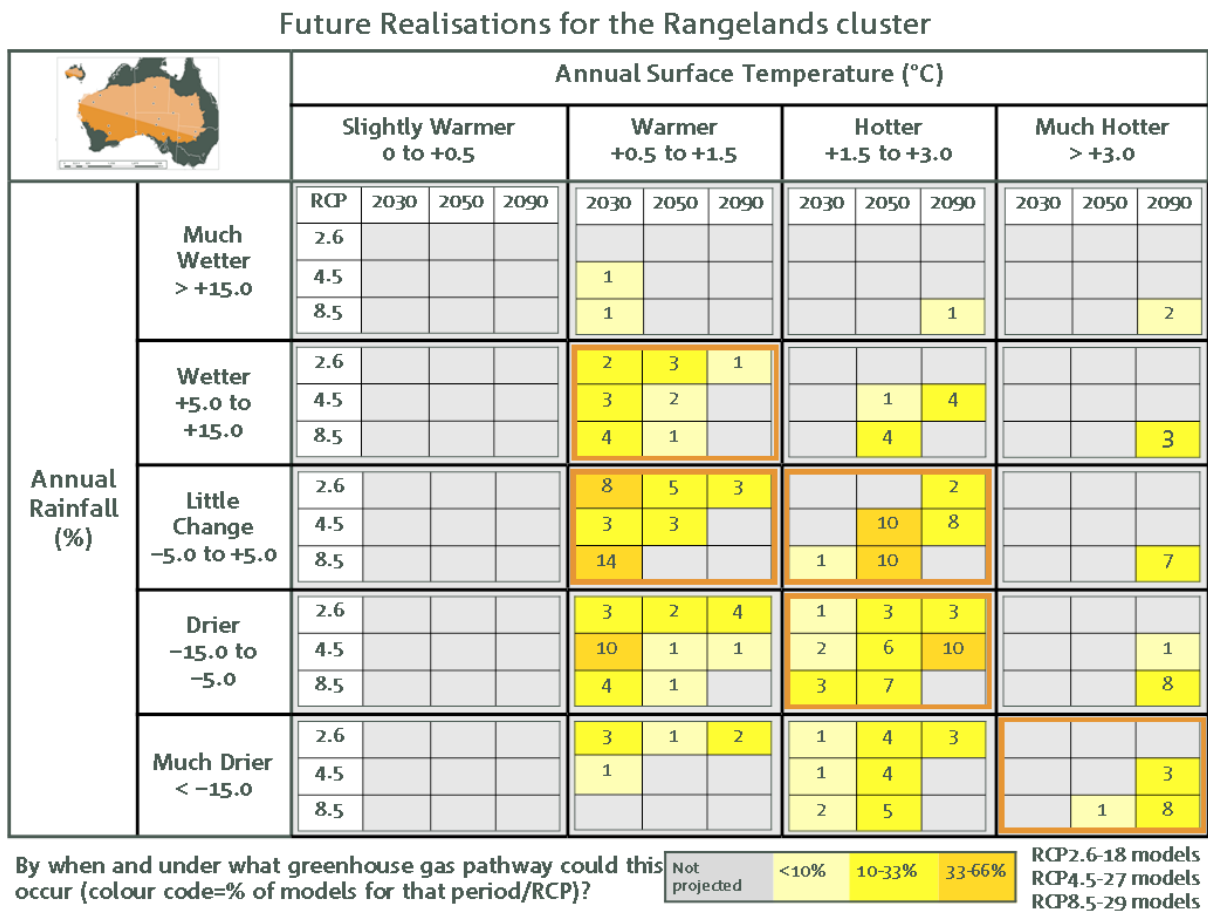 Future Realisations for the Rangelands cluster
Annual Surface Temperature (°C)
Slightly Warmer
0 to +0.5
Warmer
+0.5 to +1.5
Hotter
+1.5 to +3.0
Much Hotter
> +3.0
Annual
Rainfall
(%)
RCP 2030 2050 2090 2030 2050 2090 2030 2050 2090 2030 2050 2090
Much
Wetter
> +15.0
2.6
4.5 1
8.5 1 1 2
Wetter
+5.0 to
+15.0
2.6 2 3 1
4.5 3 2 1 4
8.5 4 1 4 3
Little
Change
−5.0 to +5.0
2.6 8 5 3 2
4.5 3 3 10 8
8.5 14 1 10 7
Drier
−15.0 to
−5.0
2.6 3 2 4 1 3 3
4.5 10 1 1 2 6 10 1
8.5 4 1 3 7 8
Much Drier
< −15.0
2.6 3 1 2 1 4 3
4.5 1 1 4 3
8.5 2 5 1 8
By when and under what greenhouse gas pathway could this
occur (colour code=% of models for that period/RCP)?
Not
projected
<10%
10-33%
33-66%
RCP2.6-18 models
RCP4.5-27 models
RCP8.5-29 models